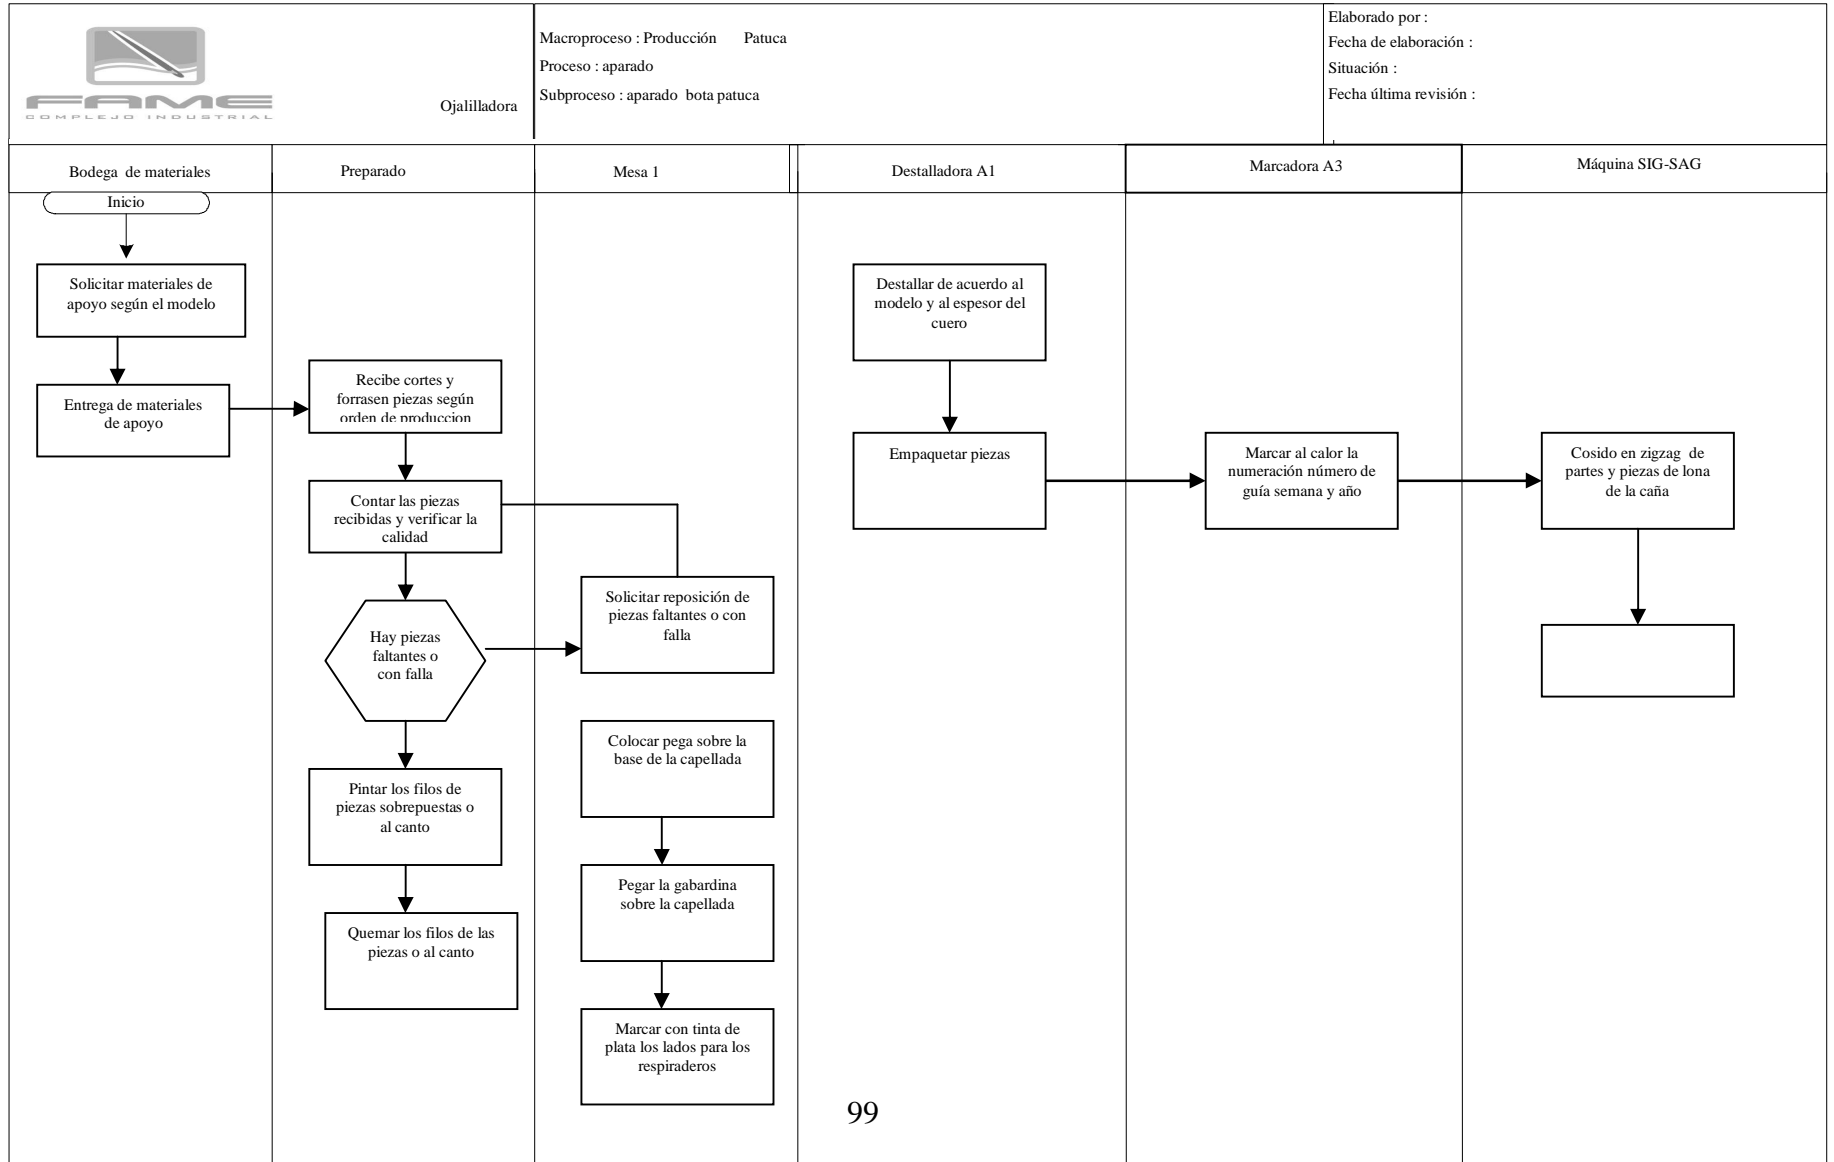 FAME
COMPLEJO INDUSTRIAL
Ojalilladora
Macroproceso : Producción Patuca
Proceso : aparado
Subproceso : aparado bota patuca
Elaborado por :
Fecha de elaboración :
Situación :
Fecha última revisión :
Bodega de materiales
Preparado
Mesa 1
Destalladora A1
Marcadora A3
Máquina SIG-SAG
Inicio
Solicitar materiales de
apoyo según el modelo
Entrega de materiales
de apoyo
Recibe cortes y
forrasen piezas según
orden de produccion
Contar las piezas
recibidas y verificar la
calidad
Hay piezas
faltantes o
con falla
Pintar los filos de
piezas sobrepuestas o
al canto
Quemar los filos de las
piezas o al canto
Solicitar reposición de
piezas faltantes o con
falla
Colocar pega sobre la
base de la capellada
Pegar la gabardina
sobre la capellada
Marcar con tinta de
plata los lados para los
respiraderos
Destallar de acuerdo al
modelo y al espesor del
cuero
Empaquetar piezas
Marcar al calor la
numeración número de
guía semana y año
Cosido en zigzag de
partes y piezas de lona
de la caña
99